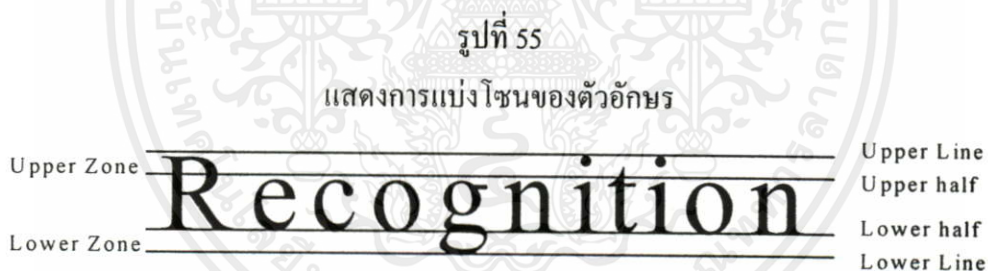 รูปที่ 55
แสดงการแบ่งโซนของตัวอักษร
Upper Zone
Recognition
Upper Line
Upper half
Lower Zone
Lower half
Lower Line